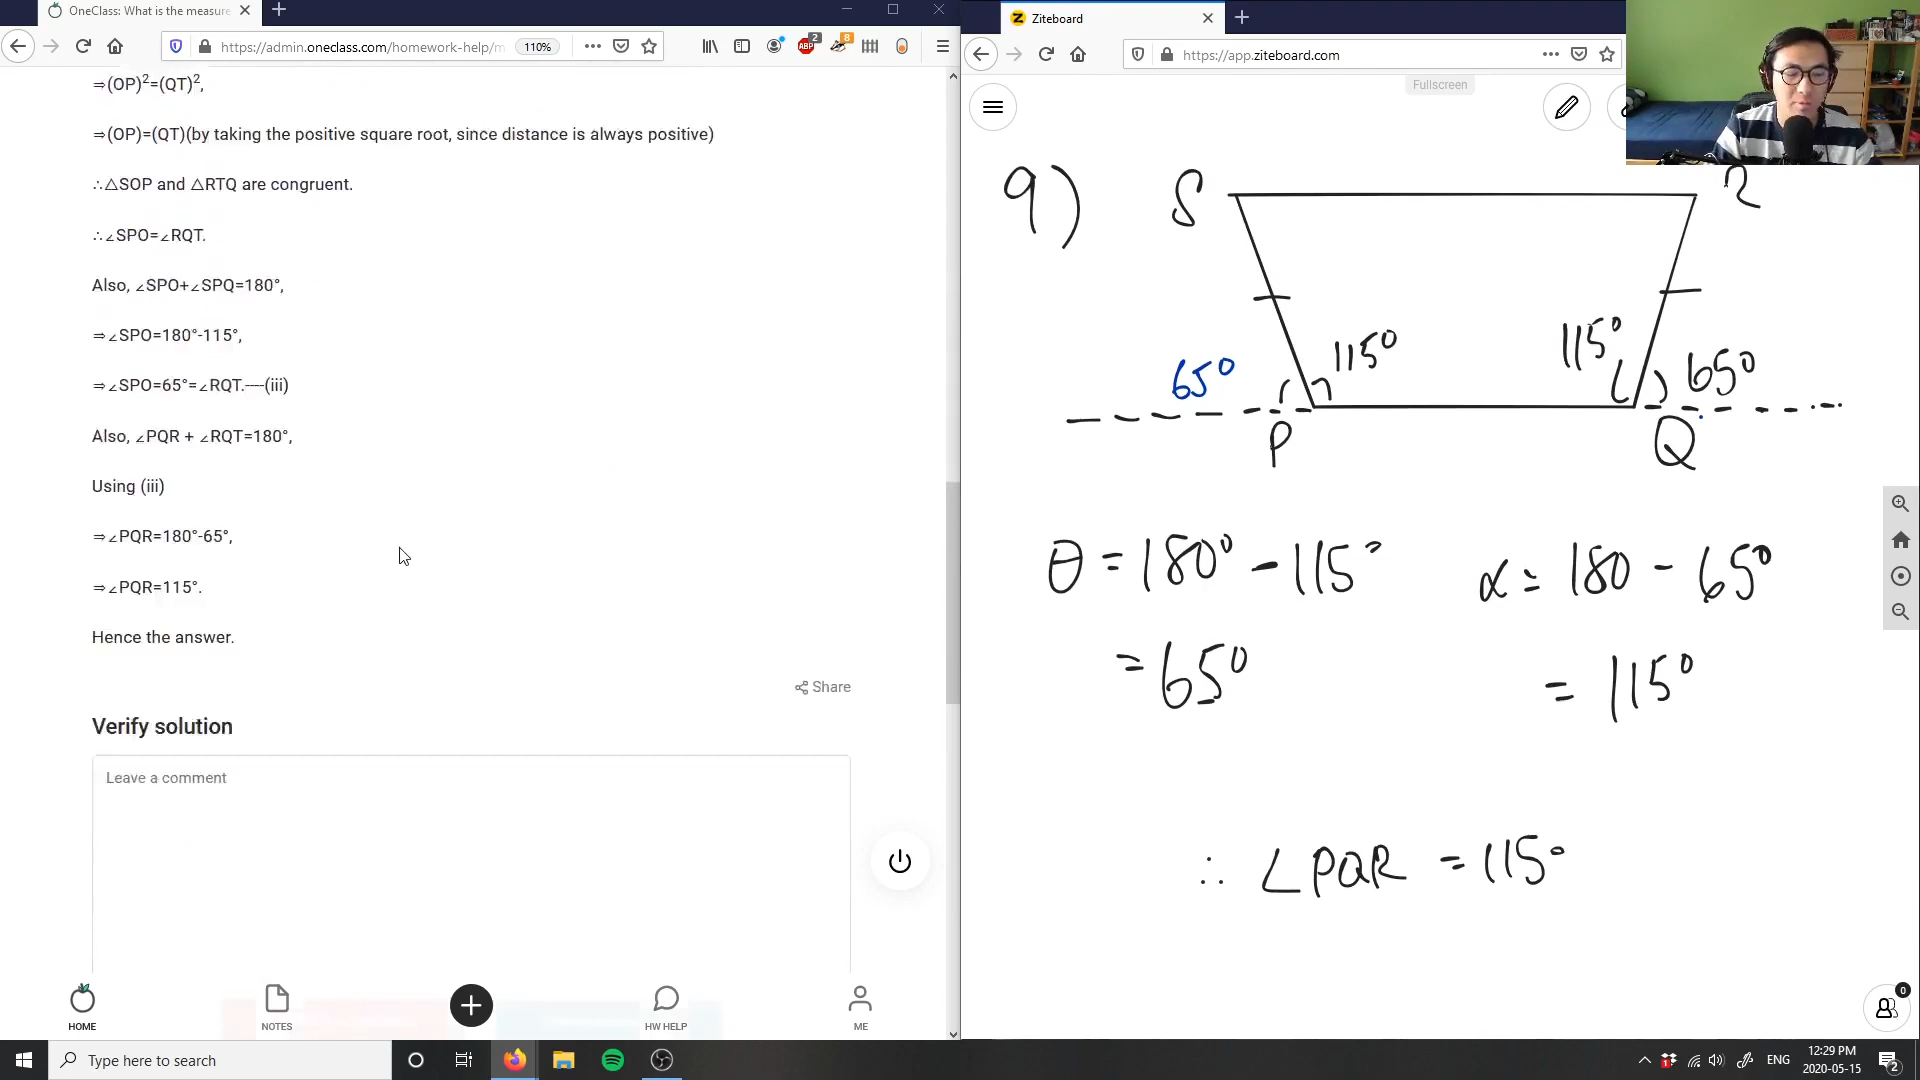 OneClass: What is the measure
https://admin.oneclass.com/homework-help/m
110%
ABP
2
8
⇒(OP)²=(QT)²,
⇒(OP)=(QT)(by taking the positive square root, since distance is always positive)
∴△SOP and △RTQ are congruent.
∴∠SPO=∠RQT.
Also, ∠SPO+∠SPQ=180°,
⇒∠SPO=180°-115°,
⇒∠SPO=65°=∠RQT.----(iii)
Also, ∠PQR + ∠RQT=180°,
Using (iii)
⇒∠PQR=180°-65°,
⇒∠PQR=115°.
Hence the answer.
Share
Verify solution
Leave a comment
HOME
NOTES
HW HELP
ME
Ziteboard
https://app.ziteboard.com
Fullscreen
9)
S
65°
115°
115°
65°
P
Q
θ = 180° - 115°
= 65°
α = 180 - 65°
= 115°
∴ ∠PQR = 115°
0
Type here to search
ENG
12:29 PM
2020-05-15
2